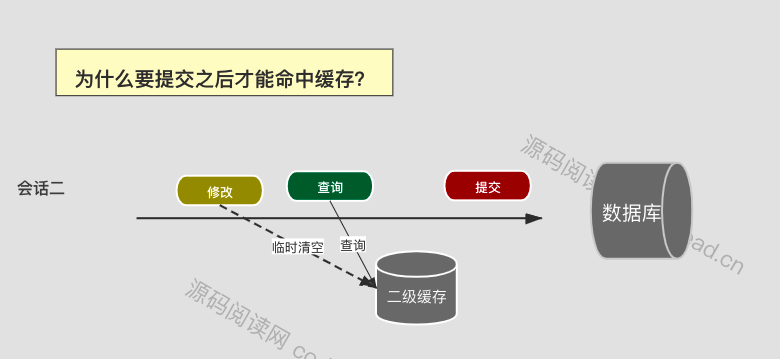 为什么要提交之后才能命中缓存?
会话二
修改
查询
提交
数据库
临时清空
查询
二级缓存
源码阅读
ead.cn
源码阅读网 co